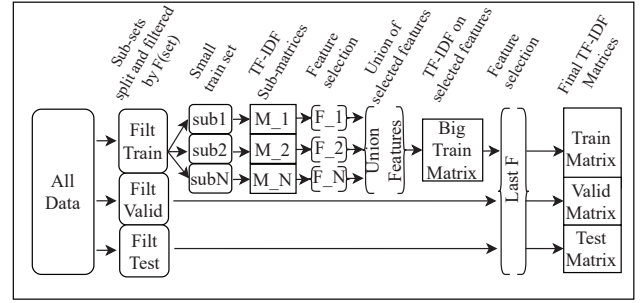 Sub-sets
split and filtered
by F(set)
Small
train set
TF-IDF
Sub-matrices
Feature
selection
Union of
selected features
TF-IDF on
selected features
Feature
selection
Final TF-IDF
Matrices
All
Data
Filt
Train
Filt
Valid
Filt
Test
sub1
sub2
subN
M_1
M_2
M_N
F_1
F_2
F_N
Union
Features
Big
Train
Matrix
Last F
Train
Matrix
Valid
Matrix
Test
Matrix